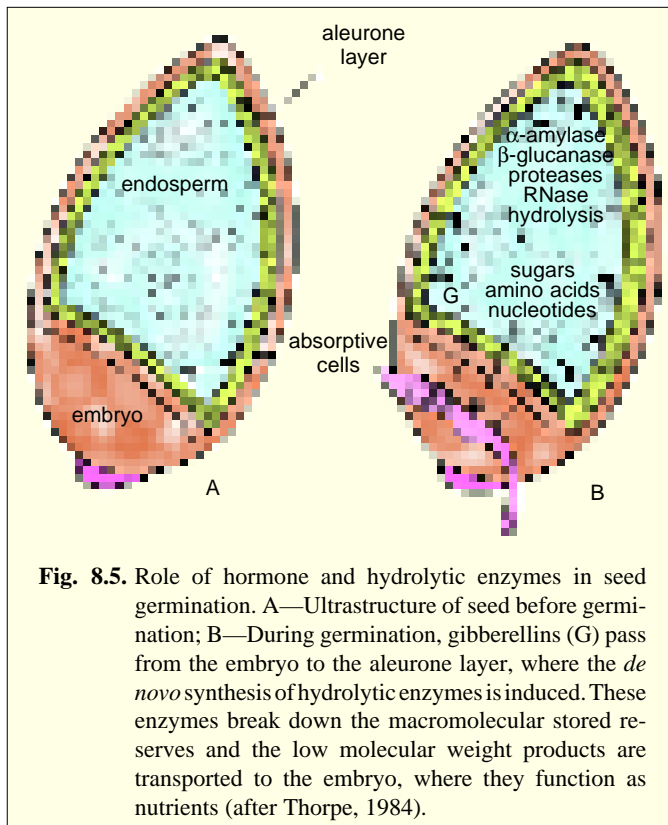 aleurone
layer
endosperm
embryo
A
absorptive
cells
α-amylase
β-glucanase
proteases
RNase
hydrolysis
sugars
amino acids
nucleotides
G
B
Fig. 8.5. Role of hormone and hydrolytic enzymes in seed
germination. A—Ultrastructure of seed before germi-
nation; B—During germination, gibberellins (G) pass
from the embryo to the aleurone layer, where the de
novo synthesis of hydrolytic enzymes is induced. These
enzymes break down the macromolecular stored re-
serves and the low molecular weight products are
transported to the embryo, where they function as
nutrients (after Thorpe, 1984).